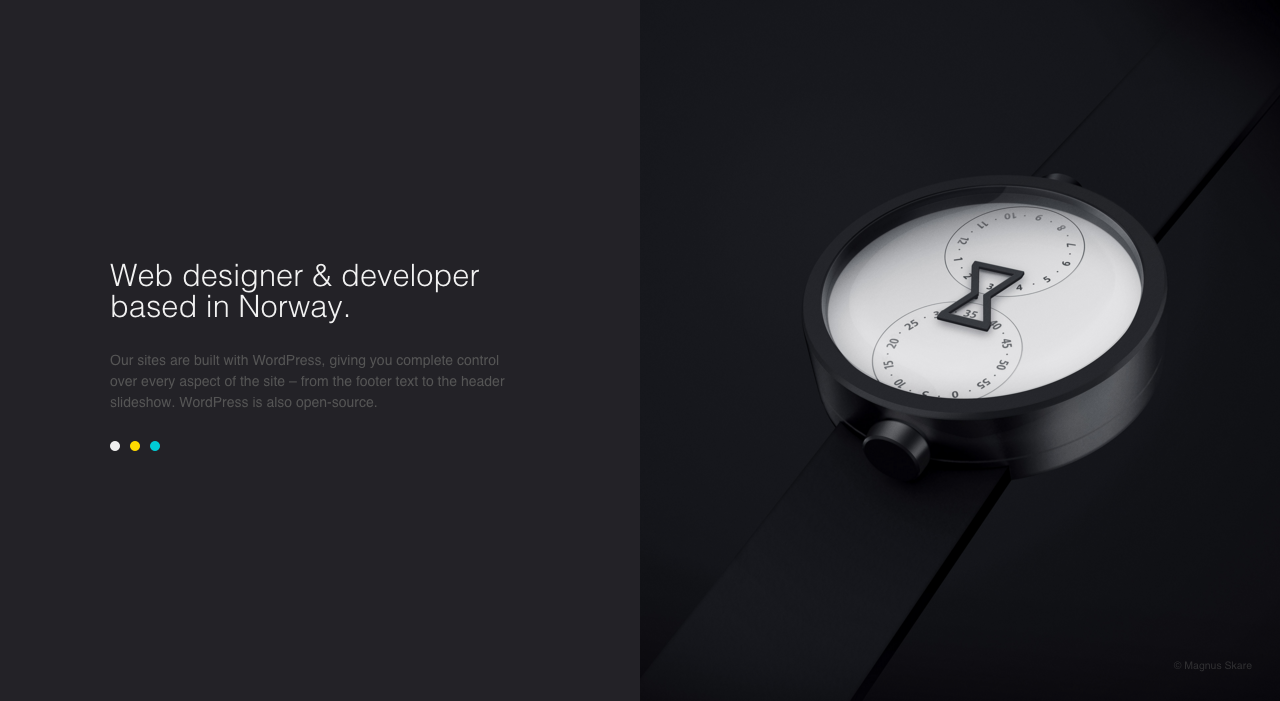 Web designer & developer
based in Norway.
Our sites are built with WordPress, giving you complete control
over every aspect of the site – from the footer text to the header
slideshow. WordPress is also open-source.
12 · 11 · 10 · 9 · 8 · 7 · 6 · 5 · 4 · 3 · 2 · 1
0 · 10 · 15 · 20 · 25 · 35 · 40 · 45 · 50 · 55
© Magnus Skare